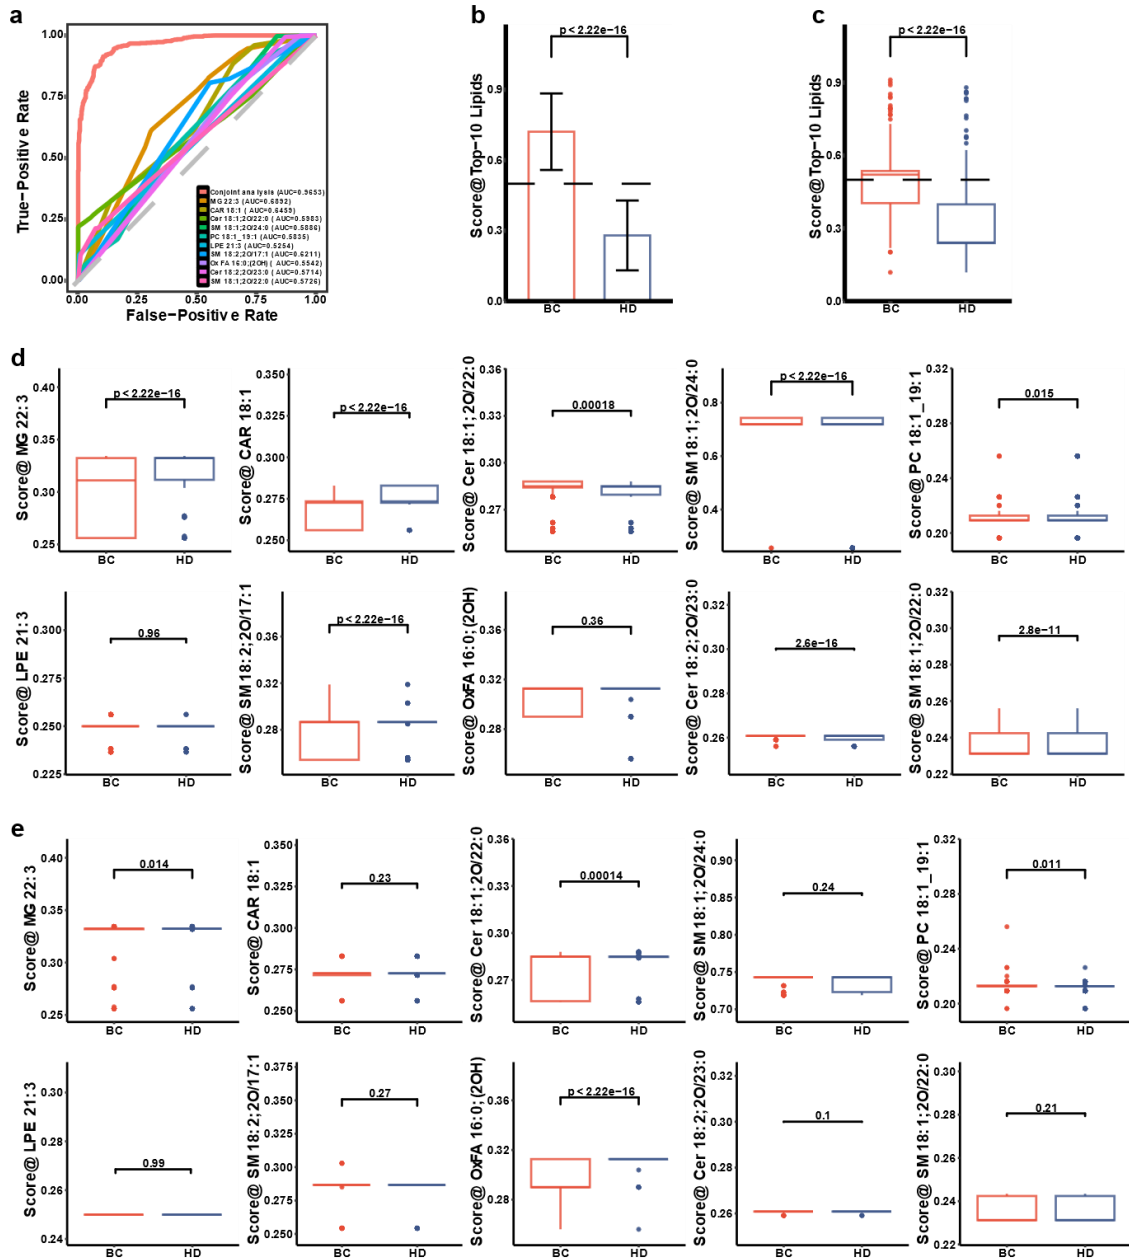 a
True-Positive Rate
1.00
0.75
0.50
0.25
0.00
0.00 0.25 0.50 0.75 1.00
False-Positive Rate
Conjoint analysis (AUC=0.9653)
MG 22:3 (AUC=0.6892)
CAR 18:1 (AUC=0.6459)
Cer 18:1;2O/22:0 (AUC=0.5983)
SM 18:1;2O/24:0 (AUC=0.5886)
PC 18:1_19:1 (AUC=0.5835)
LPE 21:3 (AUC=0.5254)
SM 18:2;2O/17:1 (AUC=0.6211)
OxFA 16:0;(2OH) (AUC=0.5542)
Cer 18:2;2O/23:0 (AUC=0.5714)
SM 18:1;2O/22:0 (AUC=0.5726)
b
Score@Top-10 Lipids
p<2.22e-16
0.9
0.6
0.3
0.0
BC HD
c
Score@Top-10 Lipids
p<2.22e-16
0.9
0.6
0.3
0.0
BC HD
d
Score@ MG 22:3
p<2.22e-16
0.40
0.35
0.30
0.25
BC HD
Score@ CAR 18:1
p<2.22e-16
0.350
0.325
0.300
0.275
0.250
BC HD
Score@ Cer 18:1;2O/22:0
0.00018
0.36
0.33
0.30
0.27
BC HD
Score@ SM 18:1;2O/24:0
p<2.22e-16
0.8
0.6
0.4
BC HD
Score@ PC 18:1_19:1
0.015
0.32
0.28
0.24
0.20
BC HD
Score@ LPE 21:3
0.96
0.300
0.275
0.250
0.225
BC HD
Score@ SM 18:2;2O/17:1
p<2.22e-16
0.36
0.32
0.28
BC HD
Score@ OxFA 16:0;(2OH)
0.36
0.36
0.32
0.28
BC HD
Score@ Cer 18:2;2O/23:0
2.6e-16
0.32
0.30
0.28
0.26
BC HD
Score@ SM 18:1;2O/22:0
2.8e-11
0.32
0.30
0.28
0.26
0.24
0.22
BC HD
e
Score@ MG 22:3
0.014
0.40
0.35
0.30
0.25
BC HD
Score@ CAR 18:1
0.23
0.350
0.325
0.300
0.275
0.250
BC HD
Score@ Cer 18:1;2O/22:0
0.00014
0.36
0.33
0.30
0.27
BC HD
Score@ SM 18:1;2O/24:0
0.24
0.90
0.85
0.80
0.75
0.70
BC HD
Score@ PC 18:1_19:1
0.011
0.32
0.28
0.24
0.20
BC HD
Score@ LPE 21:3
0.99
0.30
0.28
0.26
0.24
BC HD
Score@ SM 18:2;2O/17:1
0.27
0.375
0.350
0.325
0.300
0.275
0.250
BC HD
Score@ OxFA 16:0;(2OH)
p<2.22e-16
0.36
0.32
0.28
BC HD
Score@ Cer 18:2;2O/23:0
0.1
0.32
0.30
0.28
0.26
BC HD
Score@ SM 18:1;2O/22:0
0.21
0.30
0.28
0.26
0.24
0.22
BC HD